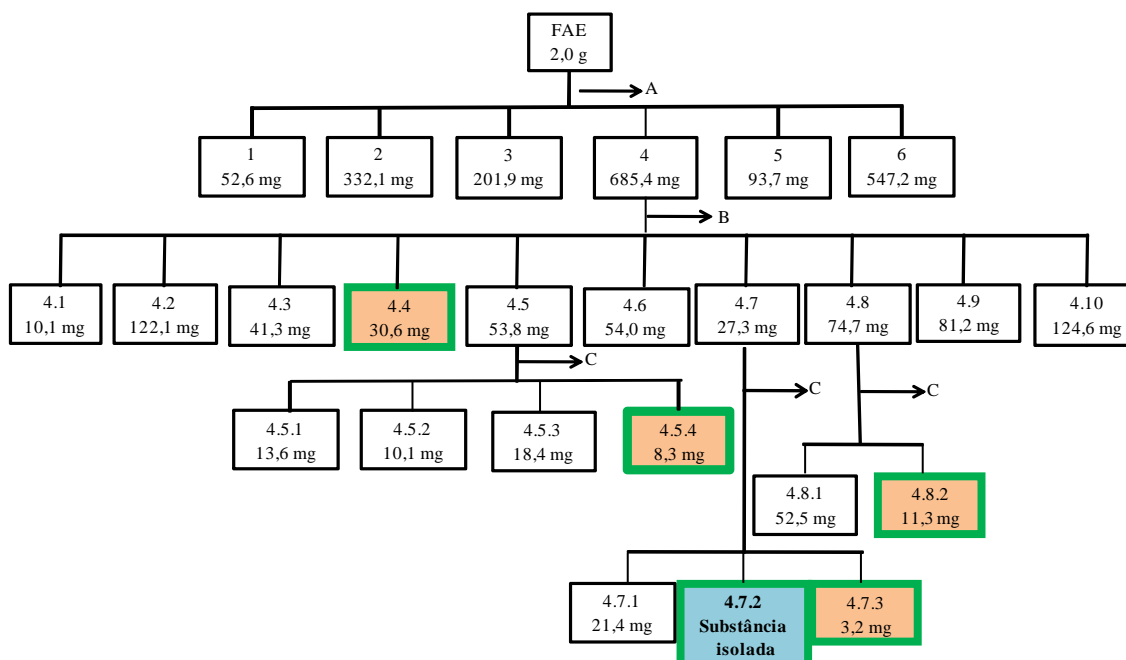 FAE
2,0 g
A
1
52,6 mg
2
332,1 mg
3
201,9 mg
4
685,4 mg
5
93,7 mg
6
547,2 mg
B
4.1
10,1 mg
4.2
122,1 mg
4.3
41,3 mg
4.4
30,6 mg
4.5
53,8 mg
4.6
54,0 mg
4.7
27,3 mg
4.8
74,7 mg
4.9
81,2 mg
4.10
124,6 mg
C
C
C
4.5.1
13,6 mg
4.5.2
10,1 mg
4.5.3
18,4 mg
4.5.4
8,3 mg
4.8.1
52,5 mg
4.8.2
11,3 mg
4.7.1
21,4 mg
4.7.2
Substância
isolada
4.7.3
3,2 mg